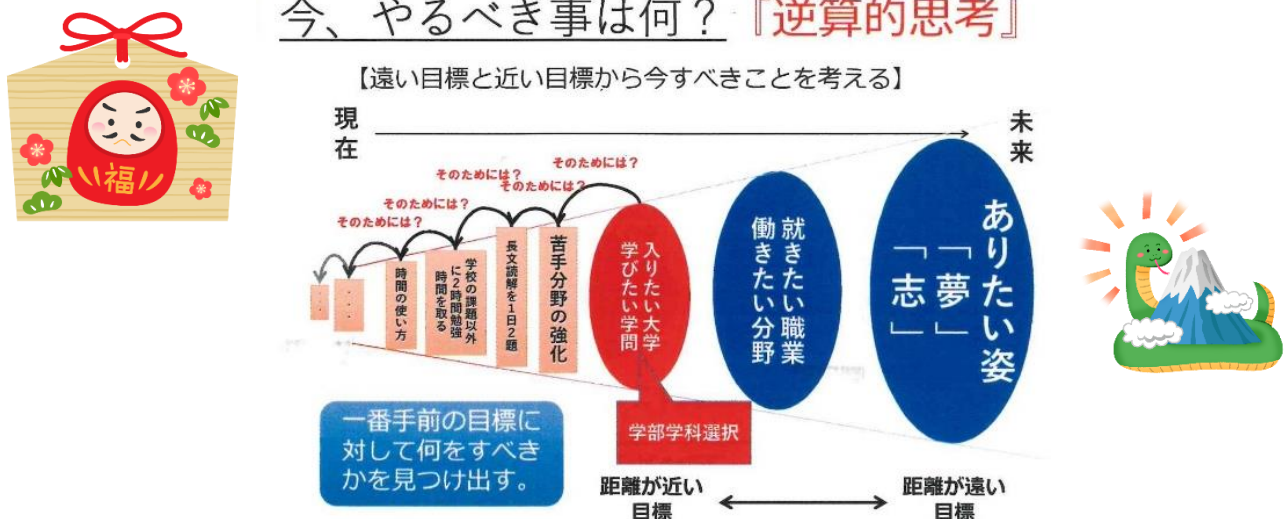 今、やるべき事は何？『逆算的思考』
【遠い目標と近い目標から今すべきことを考える】
現在
未来
そのためには？
そのためには？
そのためには？
そのためには？
そのためには？
・・・
・・・
時間の使い方
学校の課題以外
に２時間勉強
時間を取る
長文読解を１日２題
苦手分野の強化
入りたい大学
学びたい学問
就きたい職業
働きたい分野
ありたい姿
「夢」
「志」
学部学科選択
一番手前の目標に
対して何をすべき
かを見つけ出す。
距離が近い
目標
距離が遠い
目標
福